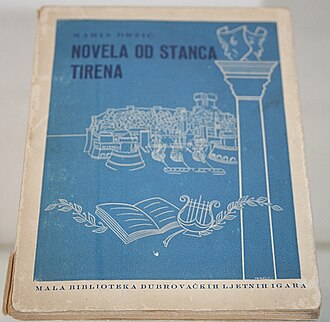 MARIN DRŽIĆ
NOVELA OD STANCA
TIRENA
MALA BIBLIOTEKA DUBROVAČKIH LJETNIH IGARA